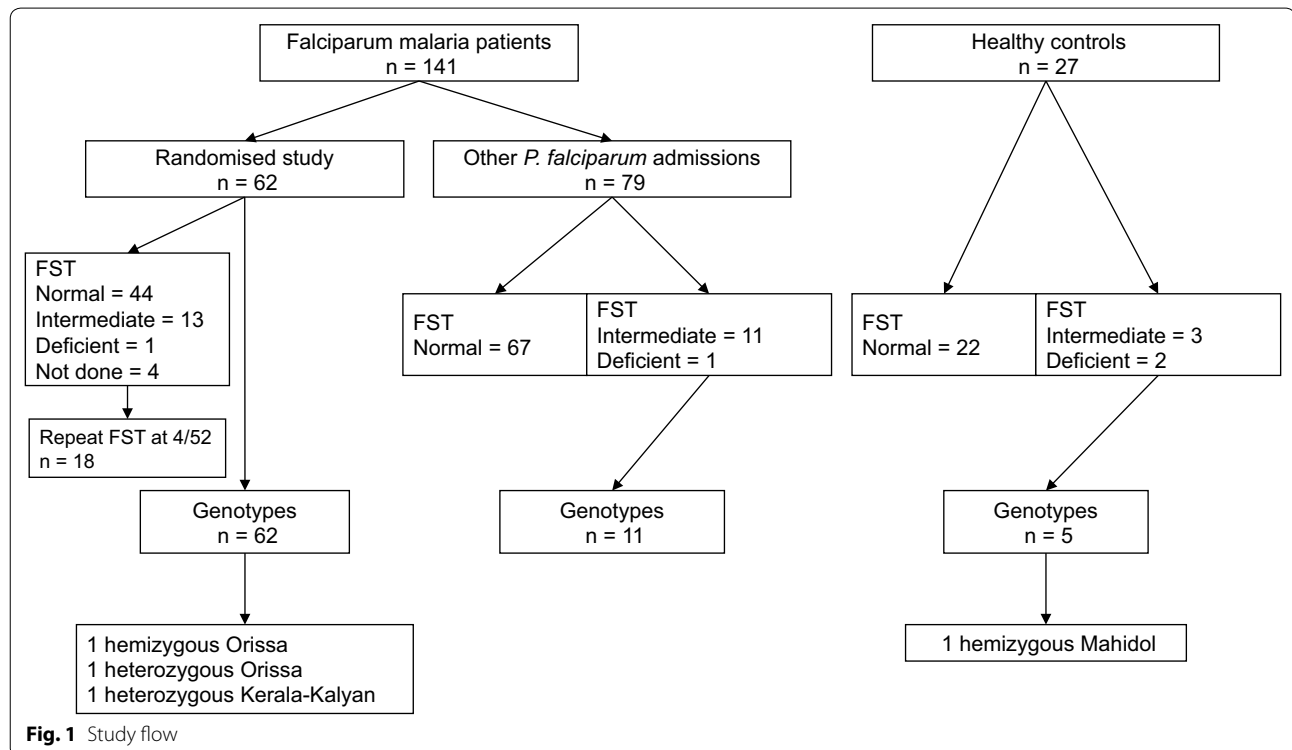 Falciparum malaria patients
n = 141
Healthy controls
n = 27
Randomised study
n = 62
Other P. falciparum admissions
n = 79
FST
Normal = 44
Intermediate = 13
Deficient = 1
Not done = 4
FST
Normal = 67
FST
Intermediate = 11
Deficient = 1
FST
Normal = 22
FST
Intermediate = 3
Deficient = 2
Repeat FST at 4/52
n = 18
Genotypes
n = 62
Genotypes
n = 11
Genotypes
n = 5
1 hemizygous Orissa
1 heterozygous Orissa
1 heterozygous Kerala-Kalyan
1 hemizygous Mahidol
Fig. 1 Study flow